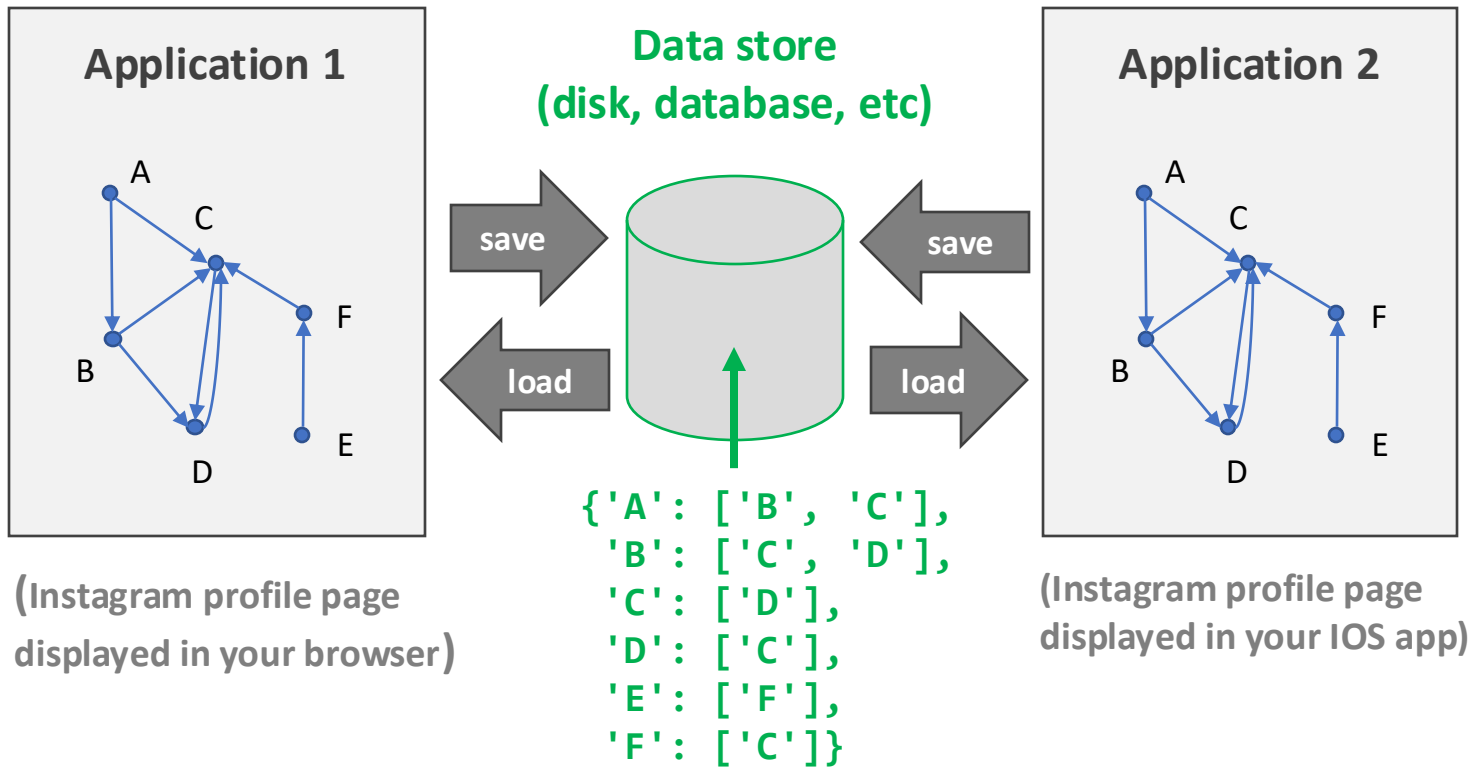 Application 1
A
C
F
B
E
D
(Instagram profile page
displayed in your browser)
Data store
(disk, database, etc)
save
save
load
load
{'A': ['B', 'C'],
'B': ['C', 'D'],
'C': ['D'],
'D': ['C'],
'E': ['F'],
'F': ['C']}
Application 2
A
C
F
B
E
D
(Instagram profile page
displayed in your IOS app)